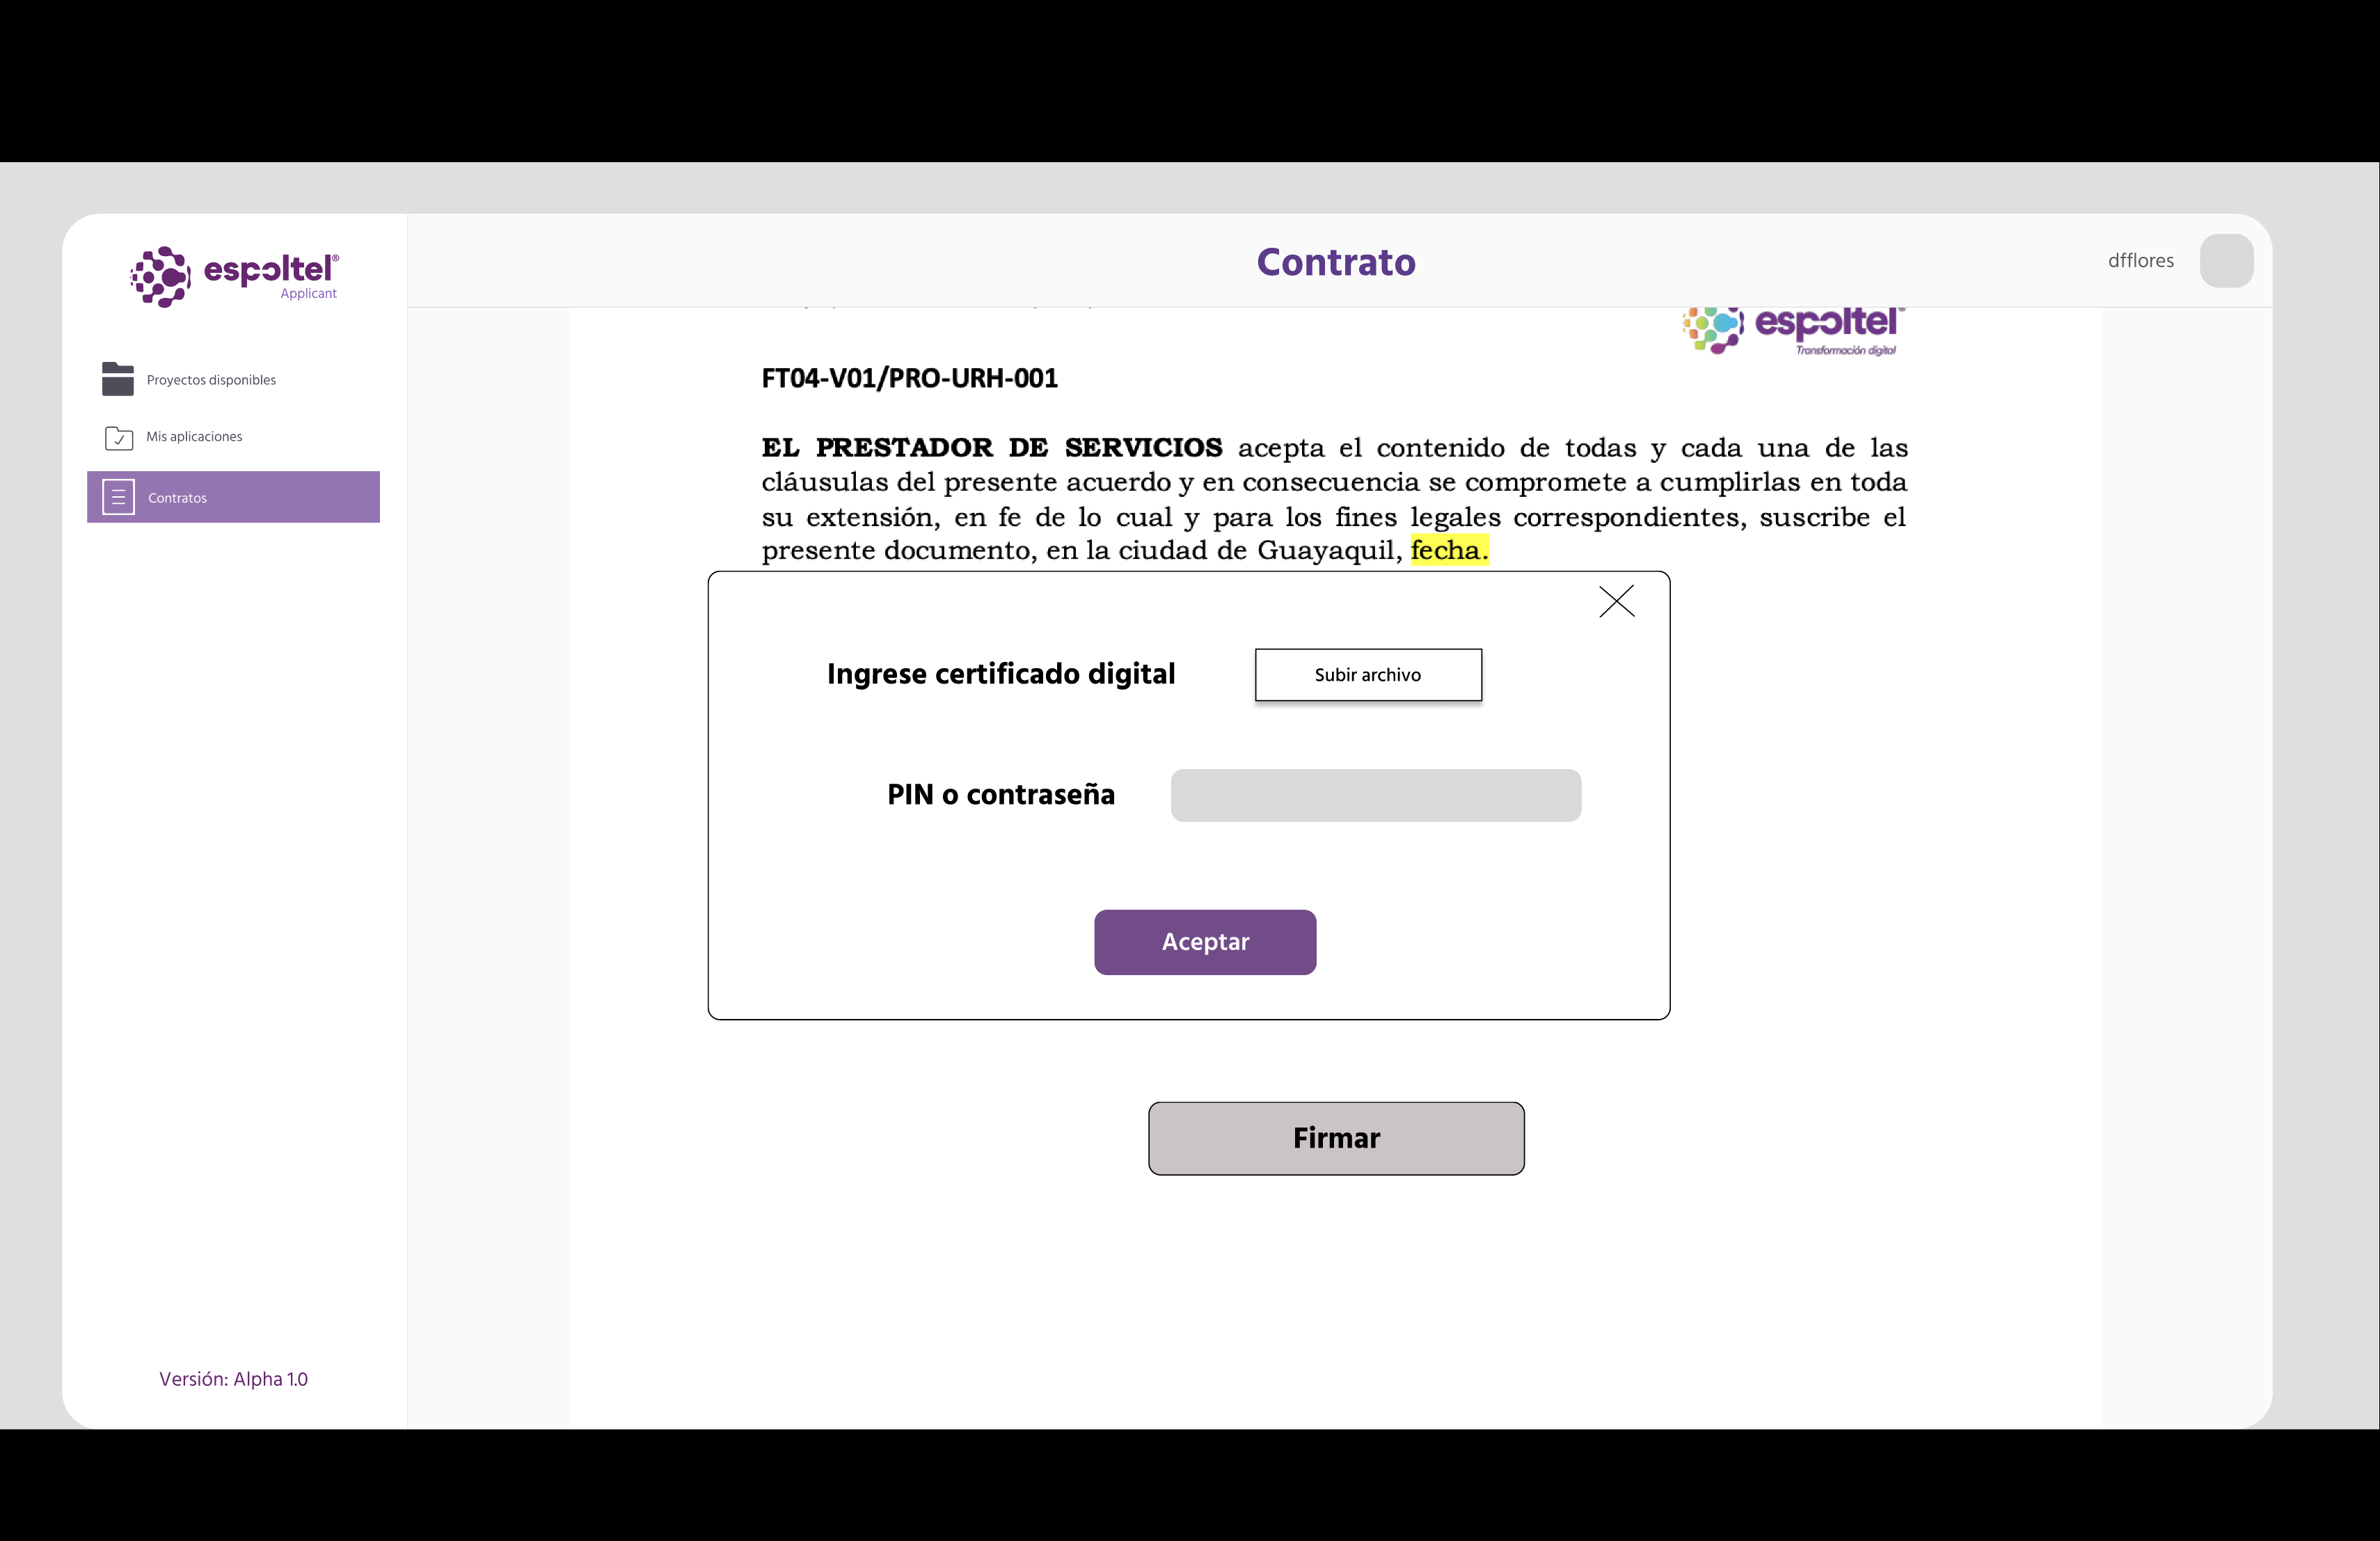 espoltel®
Applicant
Proyectos disponibles
Mis aplicaciones
Contratos
Versión: Alpha 1.0
Contrato
dfflores
espoltel
Transformación digital
FT04-V01/PRO-URH-001
EL PRESTADOR DE SERVICIOS acepta el contenido de todas y cada una de las
cláusulas del presente acuerdo y en consecuencia se compromete a cumplirlas en toda
su extensión, en fe de lo cual y para los fines legales correspondientes, suscribe el
presente documento, en la ciudad de Guayaquil, fecha.
Ingrese certificado digital
Subir archivo
PIN o contraseña
Aceptar
Firmar